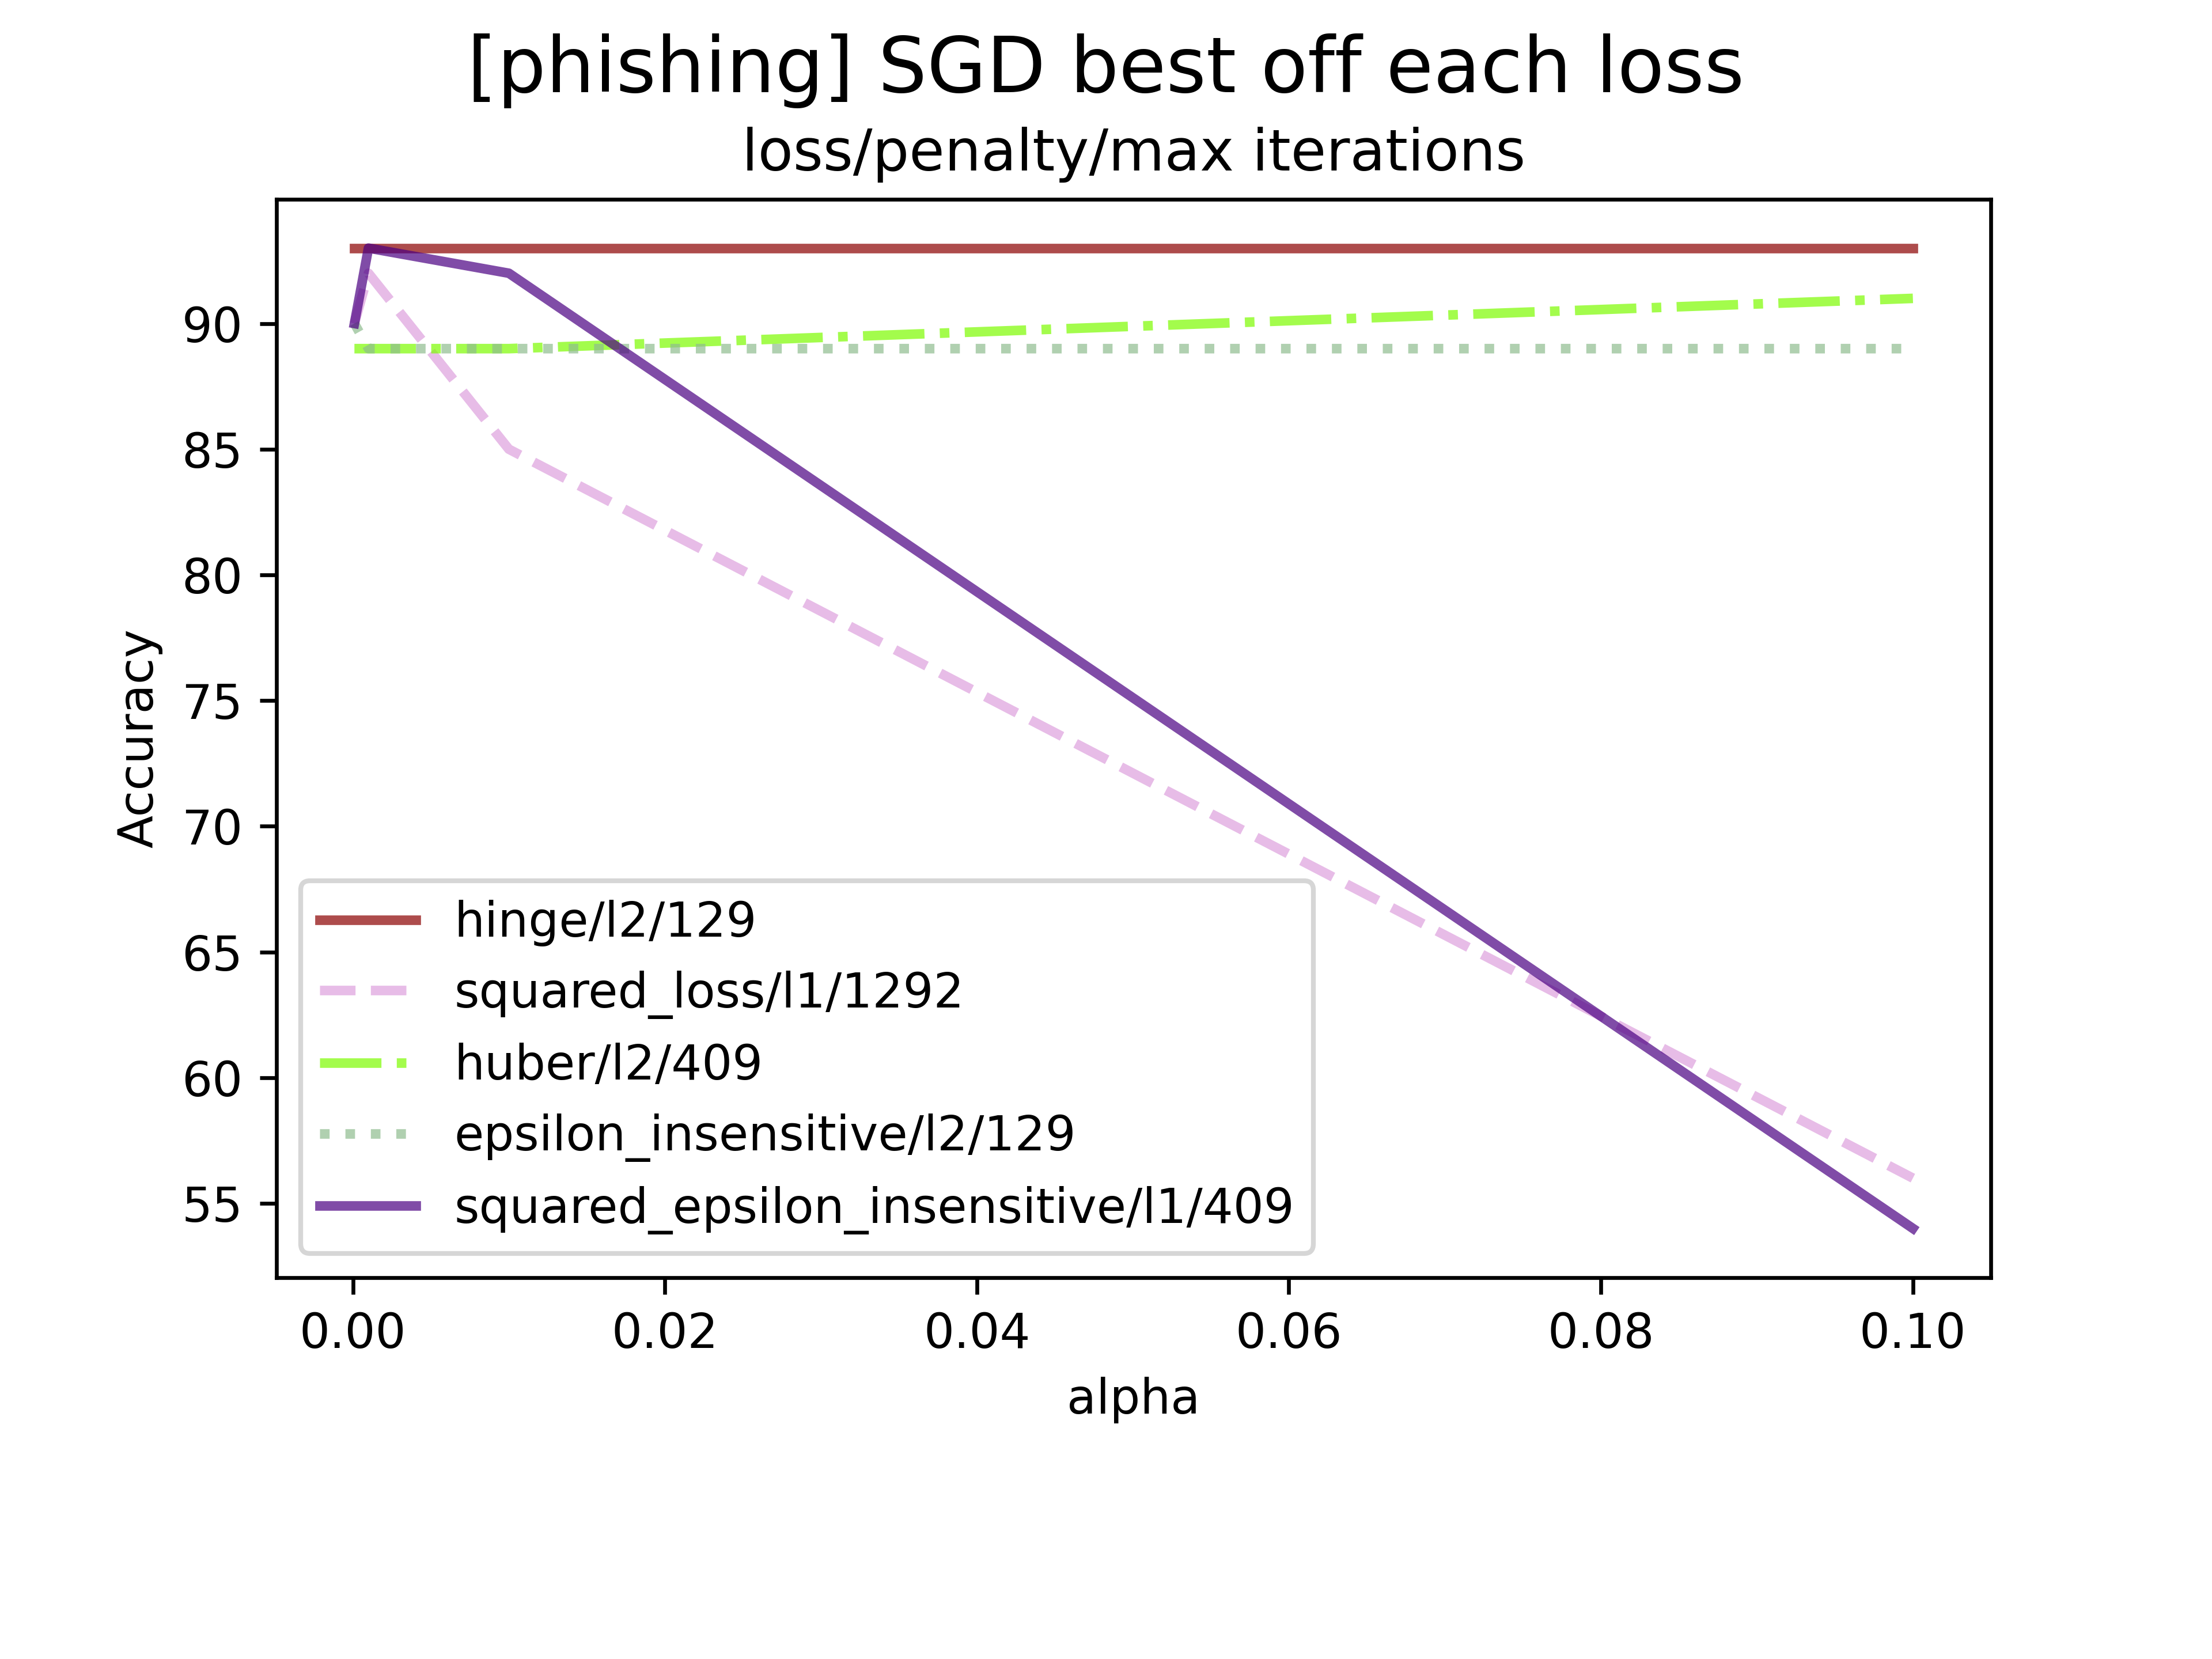 [phishing] SGD best off each loss
loss/penalty/max iterations
Accuracy
90
85
80
75
70
65
60
55
hinge/l2/129
squared_loss/l1/1292
huber/l2/409
epsilon_insensitive/l2/129
squared_epsilon_insensitive/l1/409
0.00 0.02 0.04 0.06 0.08 0.10
alpha